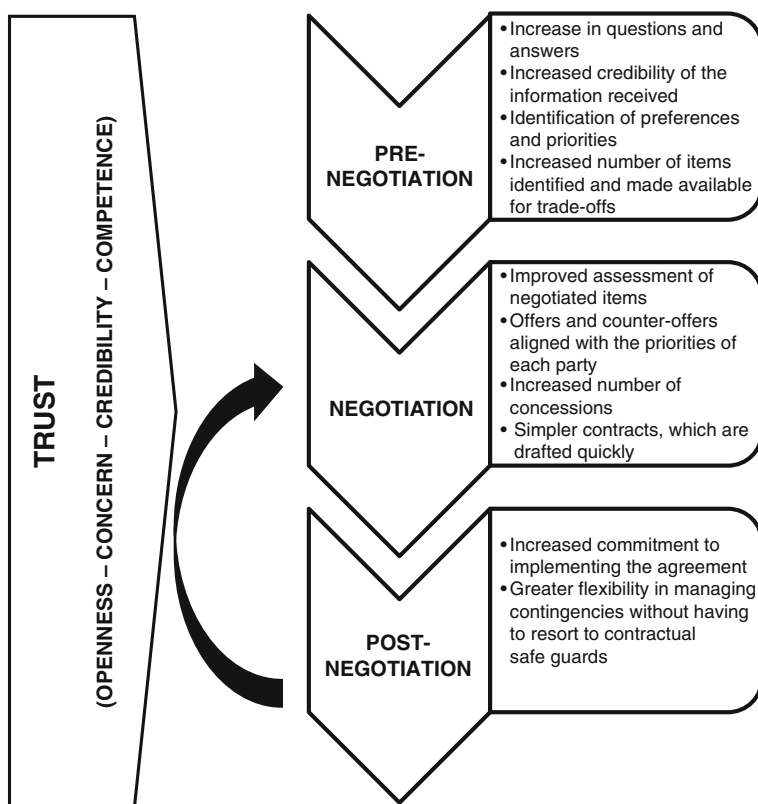 TRUST
(OPENNESS – CONCERN – CREDIBILITY – COMPETENCE)
PRE-
NEGOTIATION
• Increase in questions and
answers
• Increased credibility of the
information received
• Identification of preferences
and priorities
• Increased number of items
identified and made available
for trade-offs
NEGOTIATION
• Improved assessment of
negotiated items
• Offers and counter-offers
aligned with the priorities of
each party
• Increased number of
concessions
• Simpler contracts, which are
drafted quickly
POST-
NEGOTIATION
• Increased commitment to
implementing the agreement
• Greater flexibility in managing
contingencies without having
to resort to contractual
safe guards